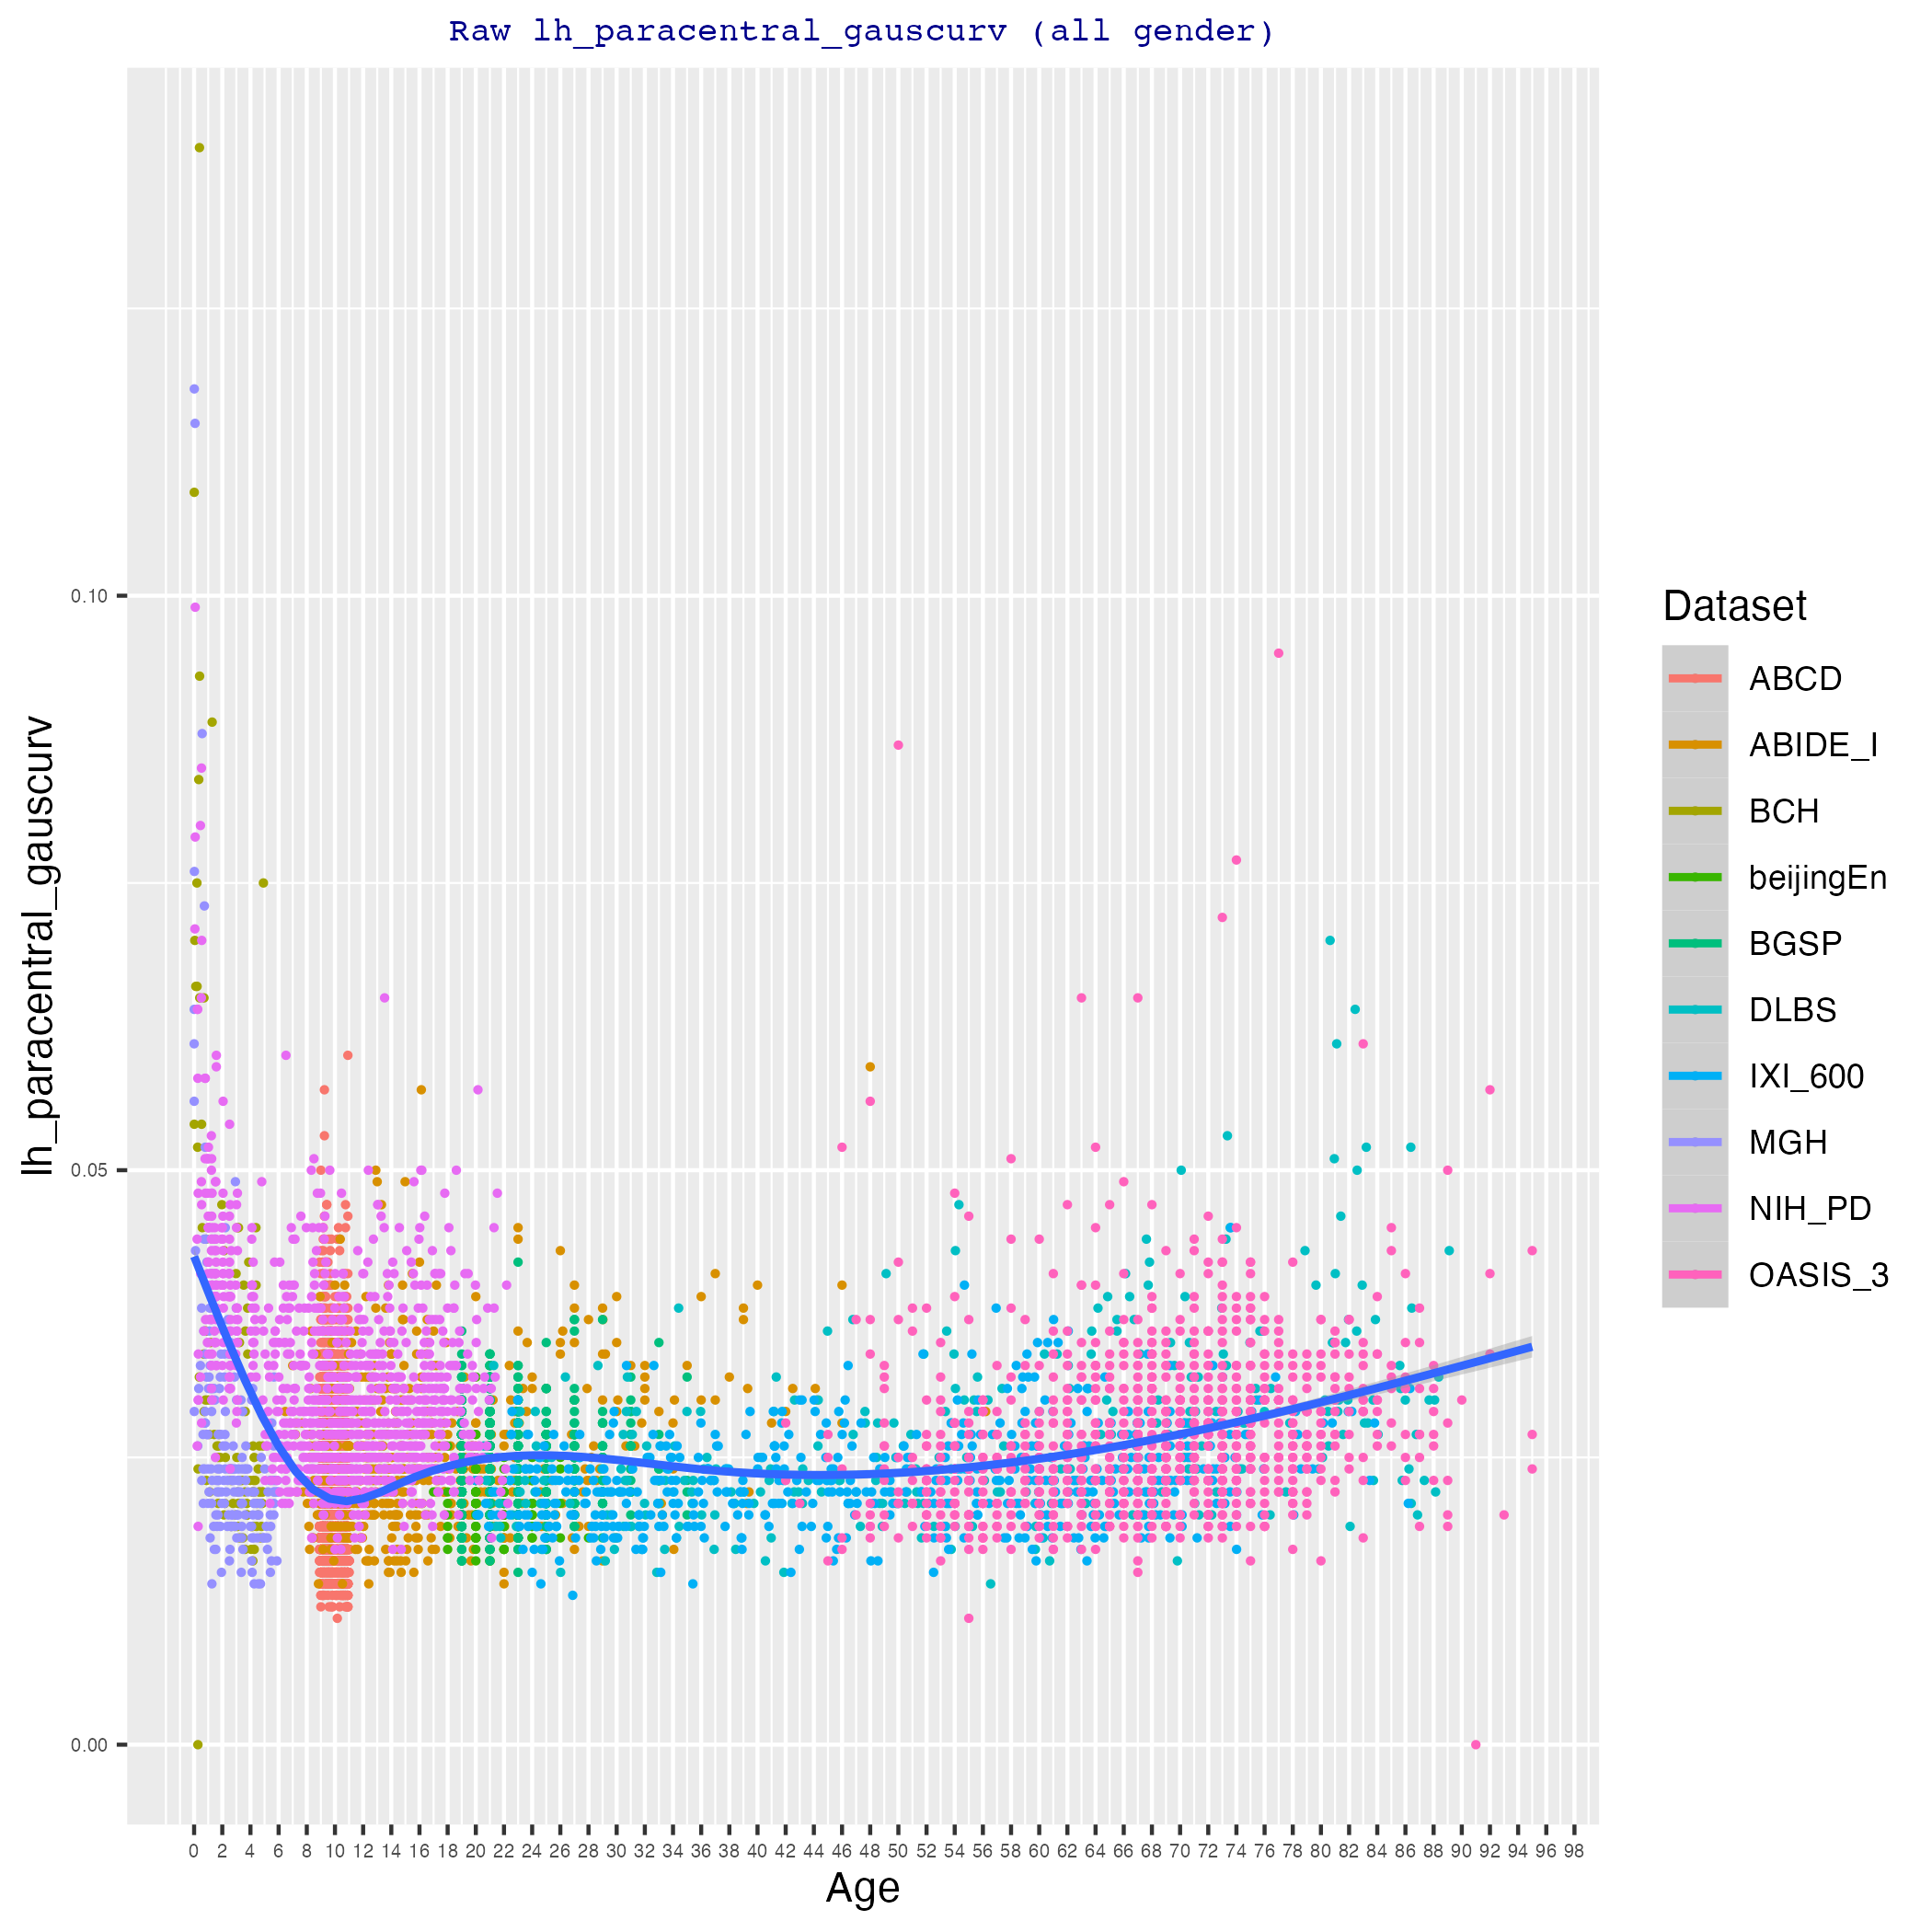 Raw lh_paracentral_gauscurv (all gender)
lh_paracentral_gauscurv
0.10
0.05
0.00
0 2 4 6 8 10 12 14 16 18 20 22 24 26 28 30 32 34 36 38 40 42 44 46 48 50 52 54 56 58 60 62 64 66 68 70 72 74 76 78 80 82 84 86 88 90 92 94 96 98
Age
Dataset
ABCD
ABIDE_I
BCH
beijingEn
BGSP
DLBS
IXI_600
MGH
NIH_PD
OASIS_3